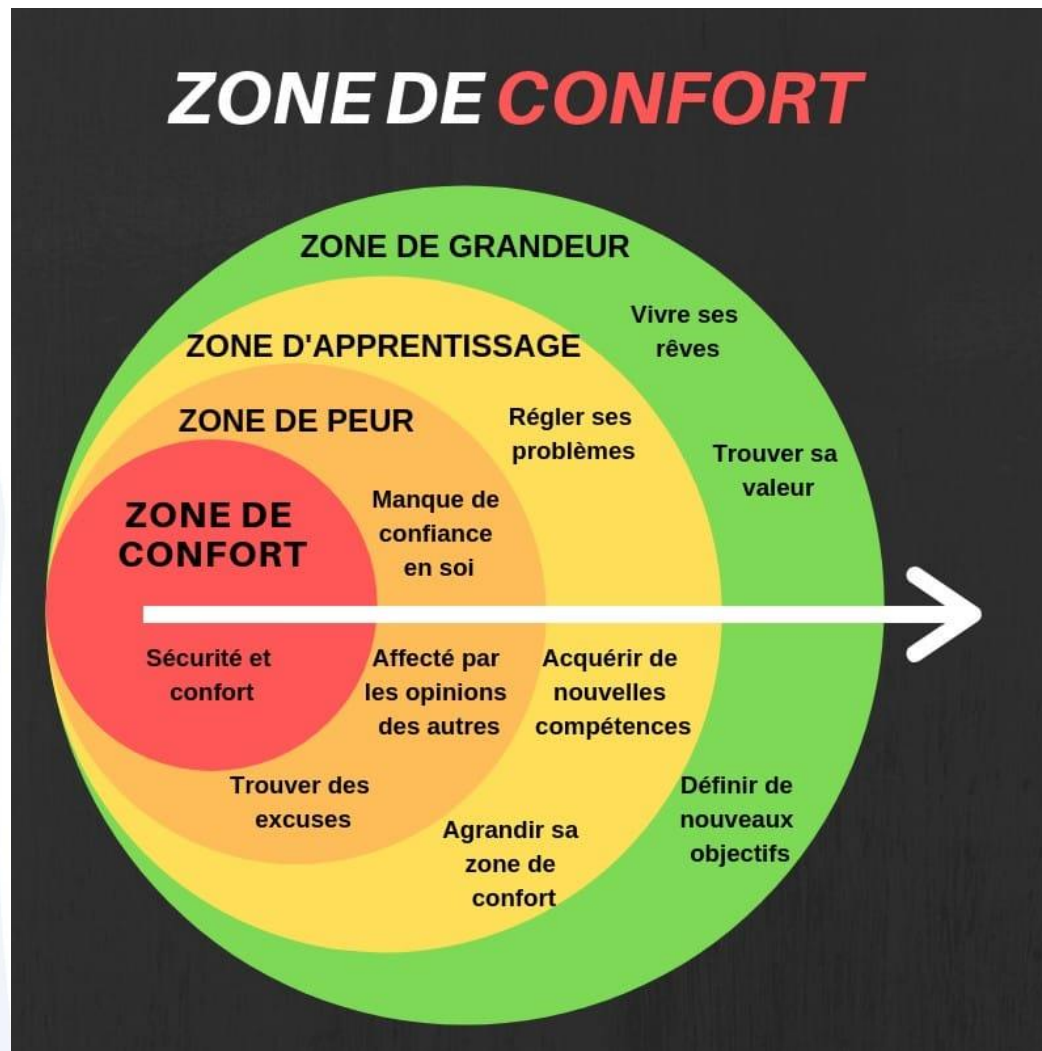 ZONE DE CONFORT
ZONE DE GRANDEUR
Vivre ses
rêves
ZONE D'APPRENTISSAGE
Régler ses
problèmes
Trouver sa
valeur
ZONE DE PEUR
Manque de
confiance
en soi
ZONE DE
CONFORT
Sécurité et
confort
Affecté par
les opinions
des autres
Acquérir de
nouvelles
compétences
Trouver des
excuses
Agrandir sa
zone de
confort
Définir de
nouveaux
objectifs